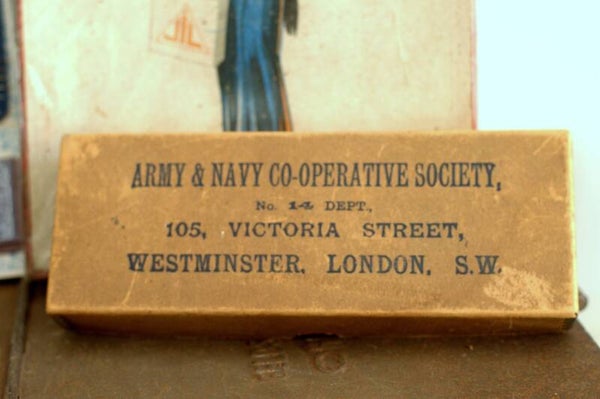 ARMY & NAVY CO-OPERATIVE SOCIETY,
No. 14 DEPT.,
105, VICTORIA STREET,
WESTMINSTER, LONDON, S.W.